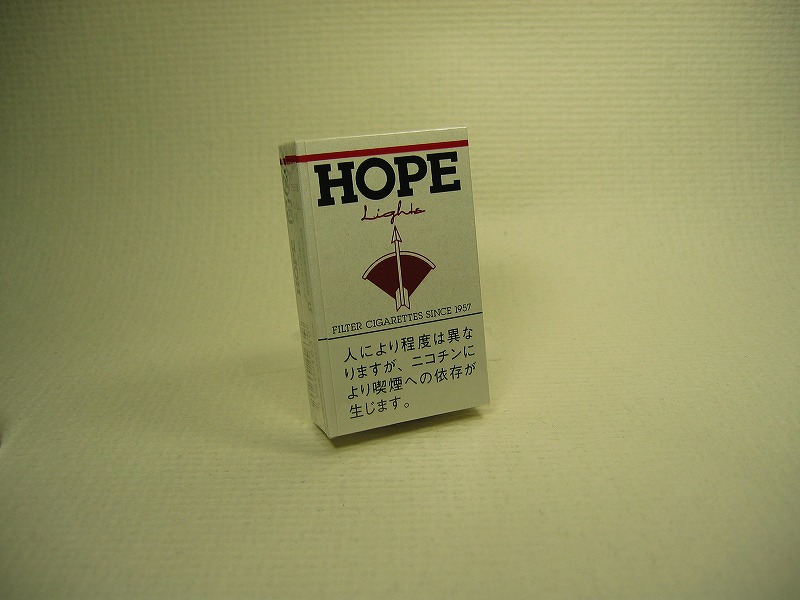 HOPE
Lights
FILTER CIGARETTES SINCE 1957
人により程度は異な
りますが、ニコチンに
より喫煙への依存が
生じます。